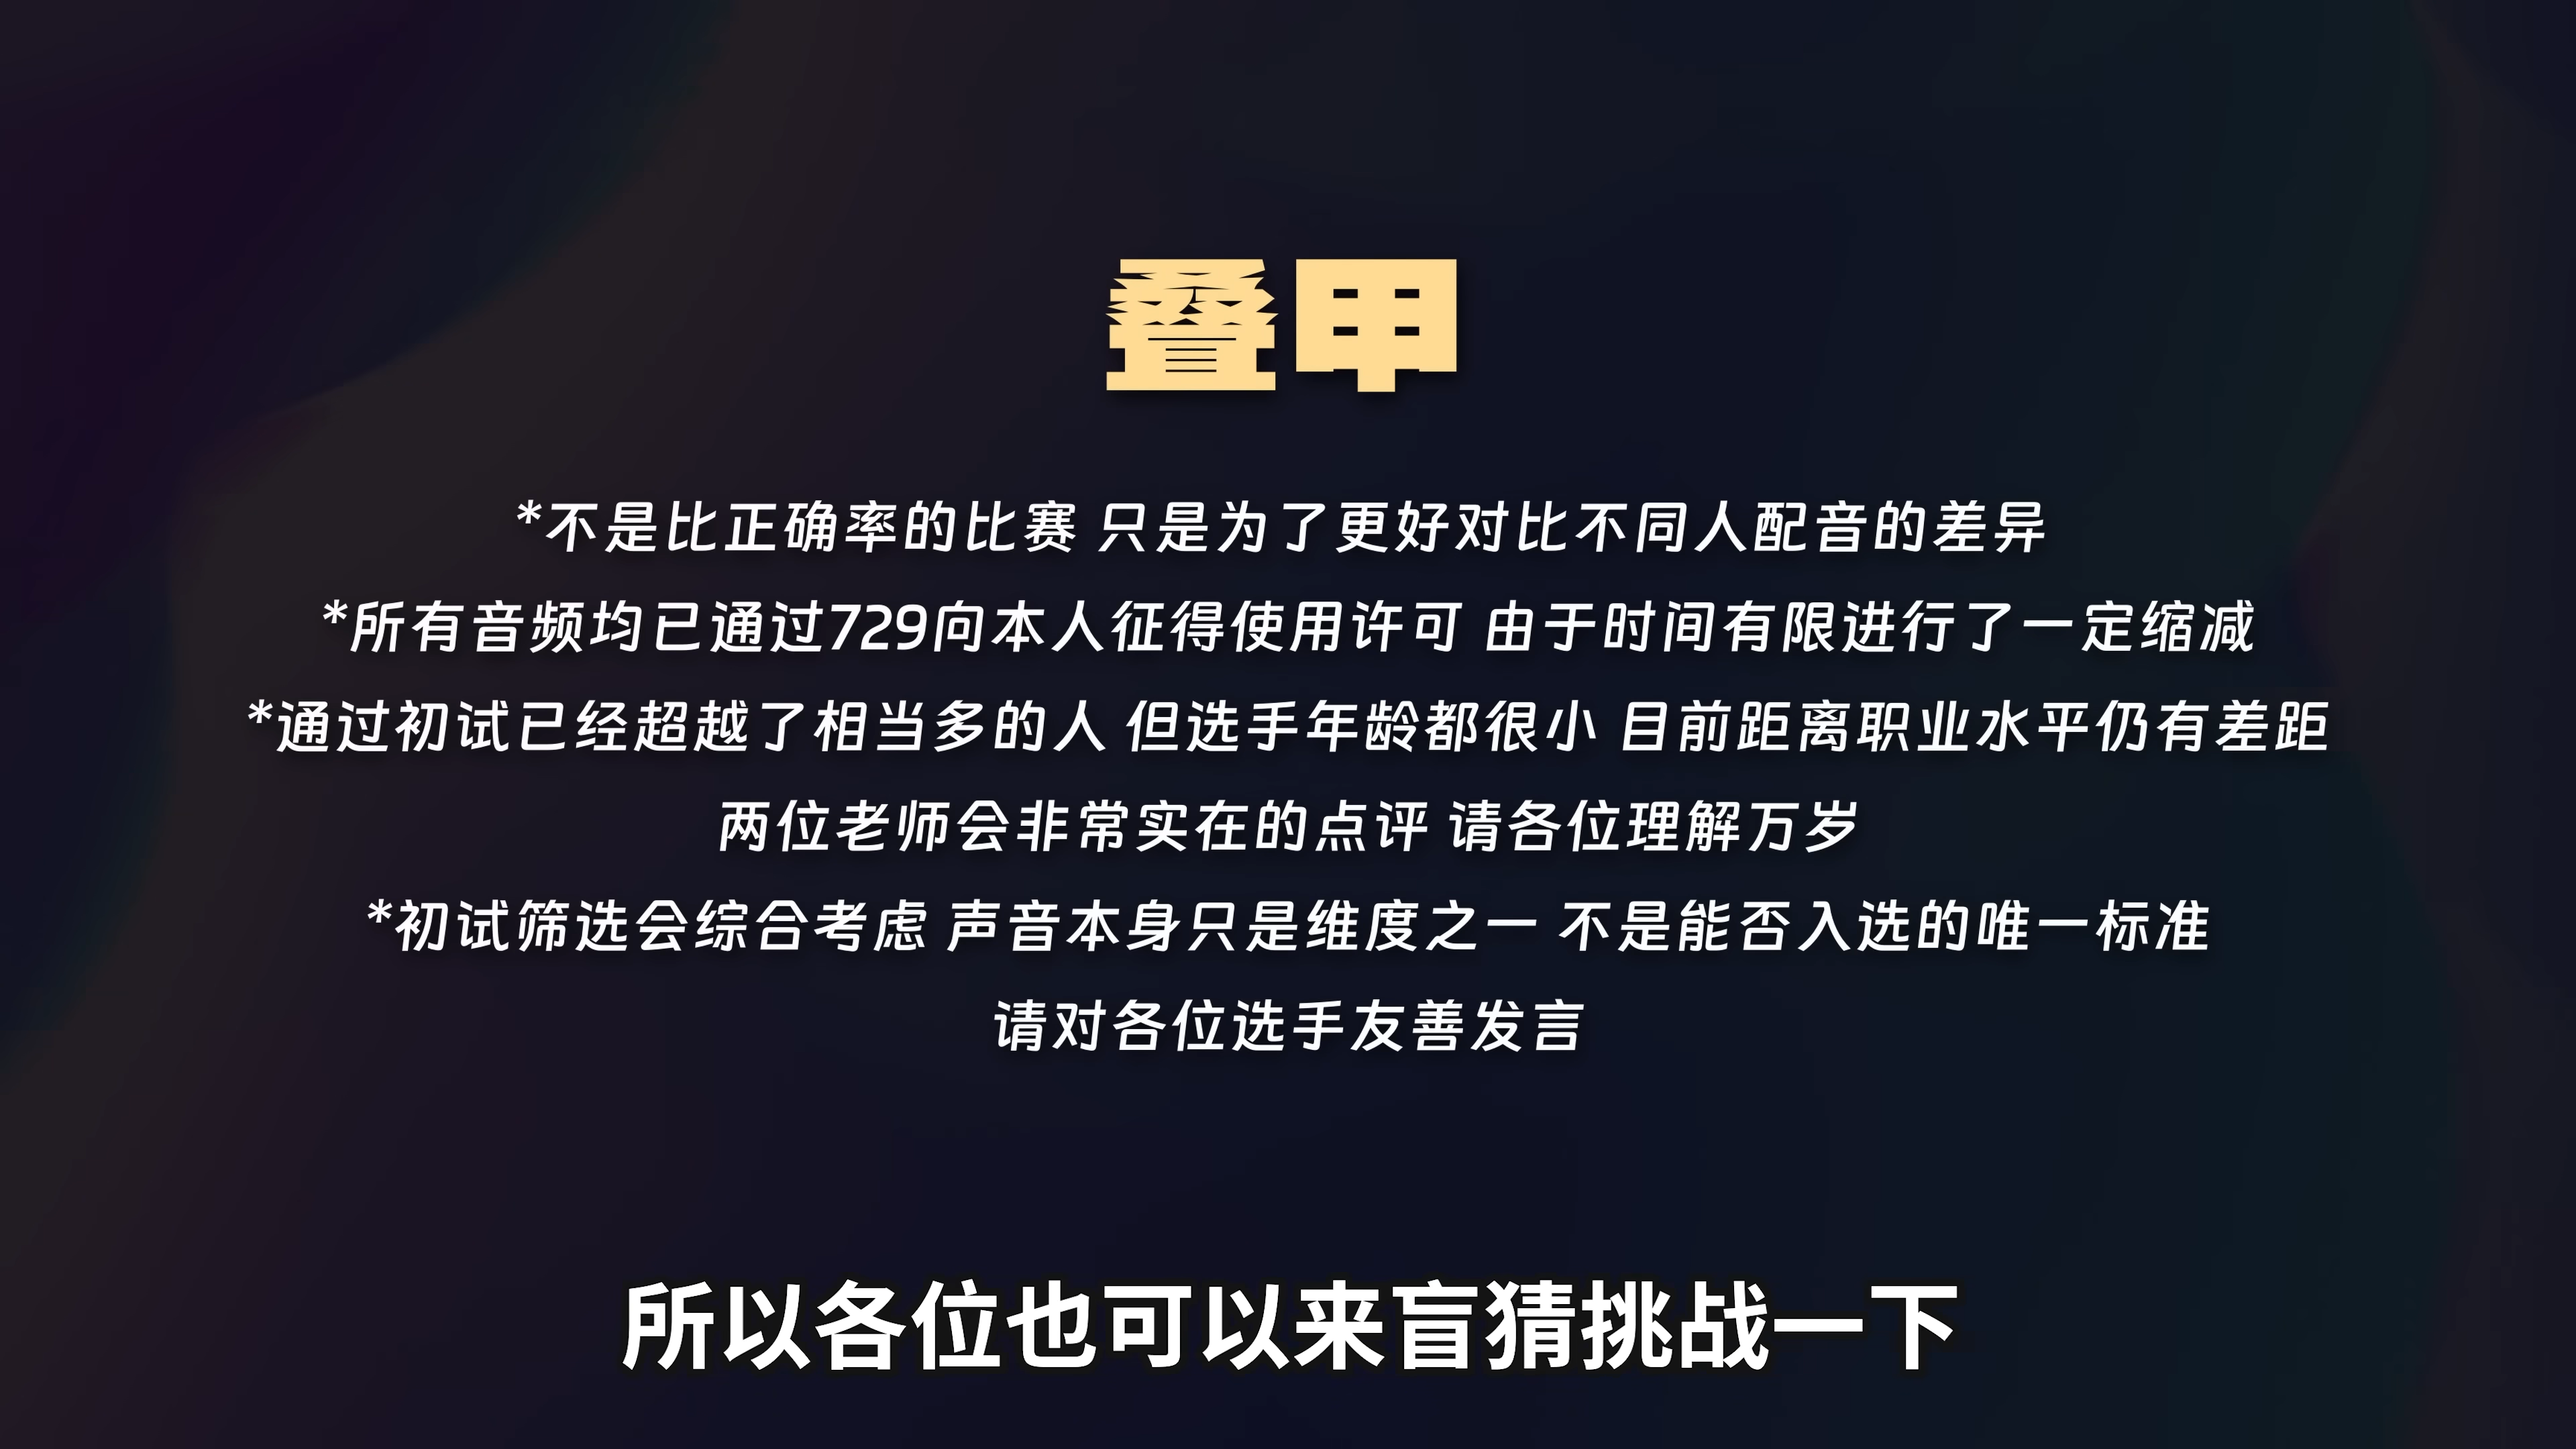 叠甲
*不是比正确率的比赛 只是为了更好对比不同人配音的差异
*所有音频均已通过729向本人征得使用许可 由于时间有限进行了一定缩减
*通过初试已经超越了相当多的人 但选手年龄都很小 目前距离职业水平仍有差距
两位老师会非常实在的点评 请各位理解万岁
*初试筛选会综合考虑 声音本身只是维度之一 不是能否入选的唯一标准
请对各位选手友善发言
所以各位也可以来盲猜挑战一下